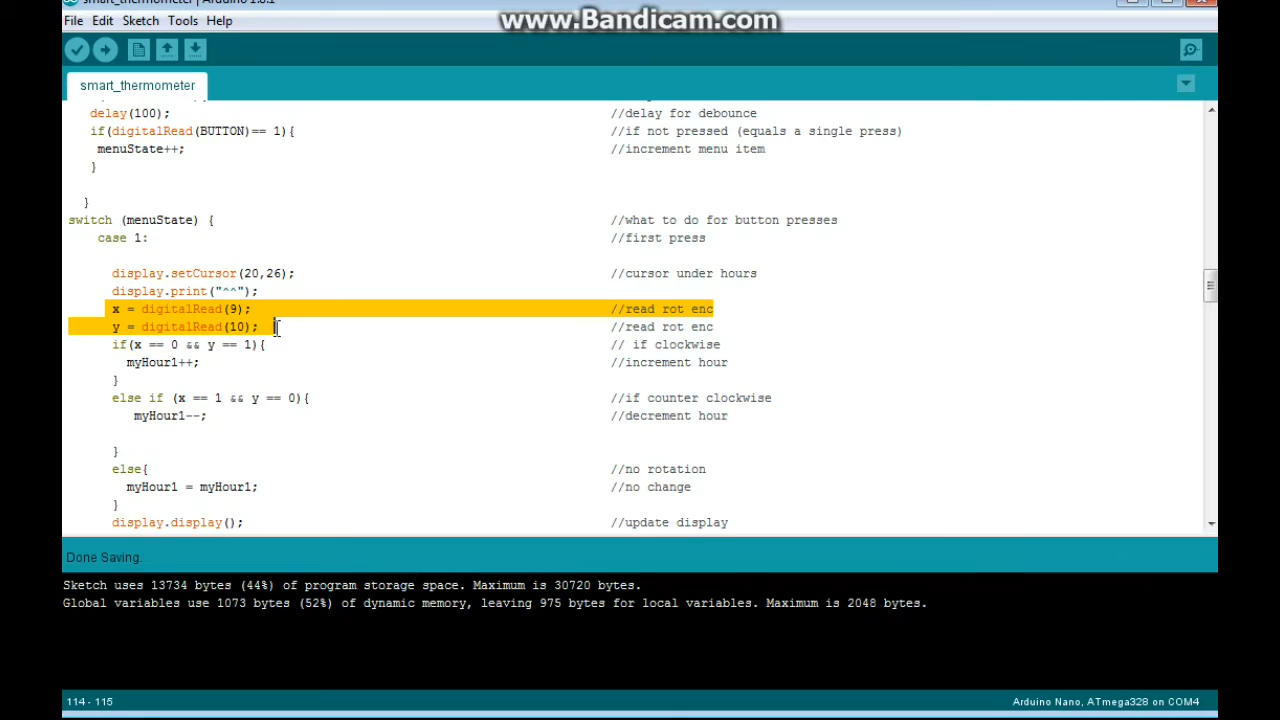 smart_thermometer | Arduino 1.8.1
www.Bandicam.com
File Edit Sketch Tools Help
smart_thermometer
delay(100); //delay for debounce
if(digitalRead(BUTTON)== 1){ //if not pressed (equals a single press)
menuState++; //increment menu item
}
}
switch (menuState) { //what to do for button presses
case 1: //first press
display.setCursor(20,26); //cursor under hours
display.print("^^");
x = digitalRead(9); //read rot enc
y = digitalRead(10); //read rot enc
if(x == 0 && y == 1){ // if clockwise
myHour1++; //increment hour
}
else if (x == 1 && y == 0){ //if counter clockwise
myHour1--; //decrement hour
}
else{ //no rotation
myHour1 = myHour1; //no change
}
display.display(); //update display
Done Saving.
Sketch uses 13734 bytes (44%) of program storage space. Maximum is 30720 bytes.
Global variables use 1073 bytes (52%) of dynamic memory, leaving 975 bytes for local variables. Maximum is 2048 bytes.
114 - 115 Arduino Nano, ATmega328 on COM4